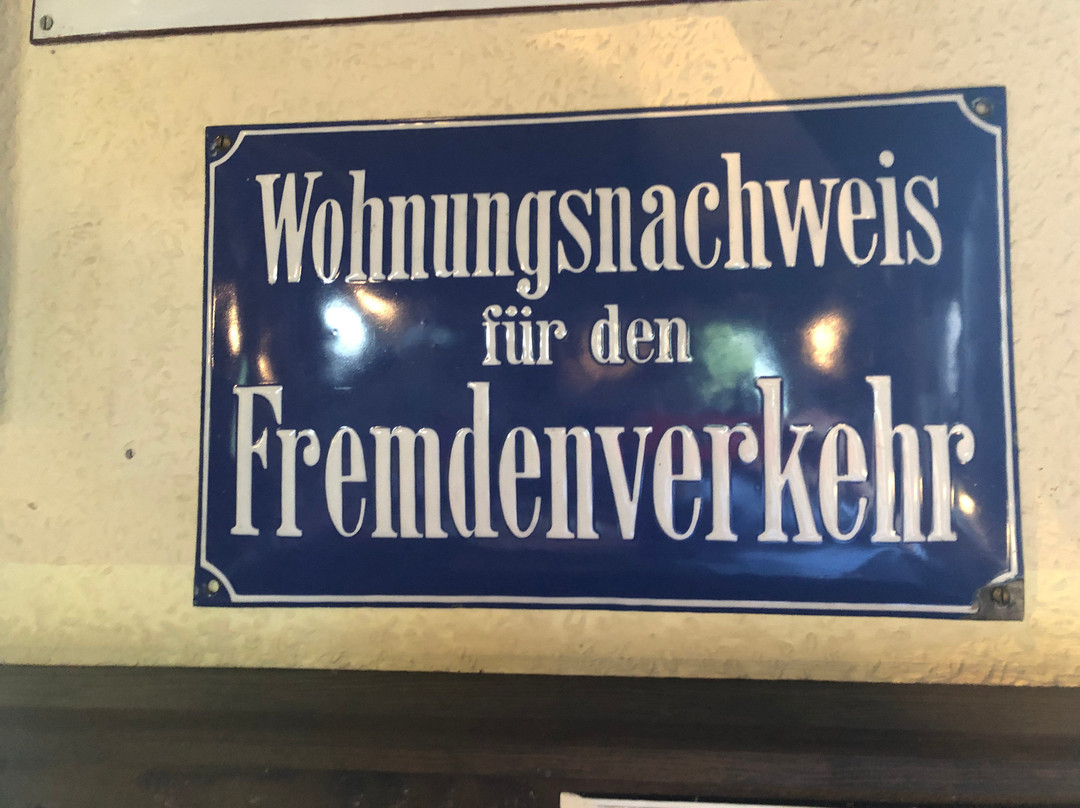 Wohnungsnachweis
für den
Fremdenverkehr